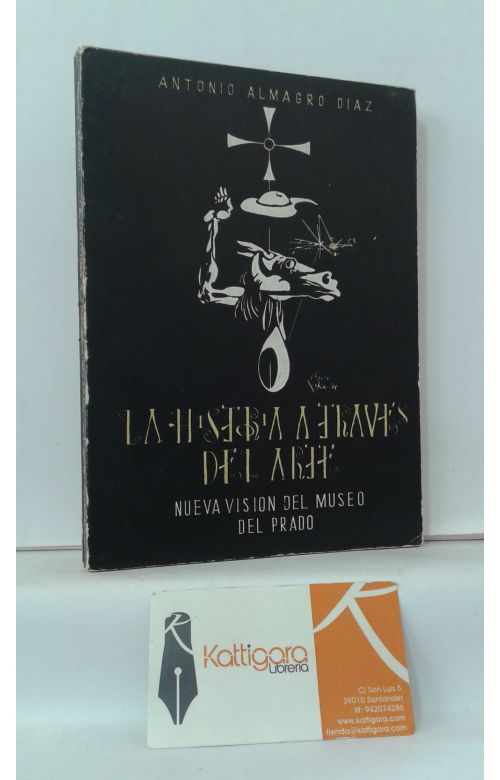 ANTONIO ALMAGRO DIAZ
LA HISTORIA A TRAVES
DEL ARTE
NUEVA VISION DEL MUSEO
DEL PRADO
Kattigara
Librería
C/ San Luis 5
39010 Santander
tlf: 942074286
www.kattigara.com
tienda@kattigara.com